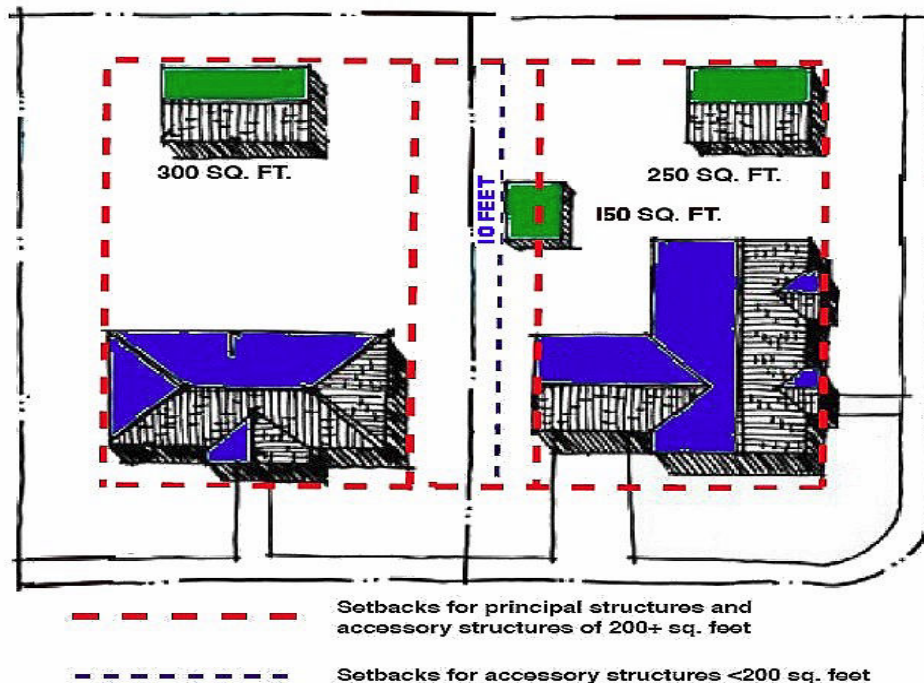 300 SQ. FT.
250 SQ. FT.
10 FEET
150 SQ. FT.
Setbacks for principal structures and
accessory structures of 200+ sq. feet
Setbacks for accessory structures <200 sq. feet